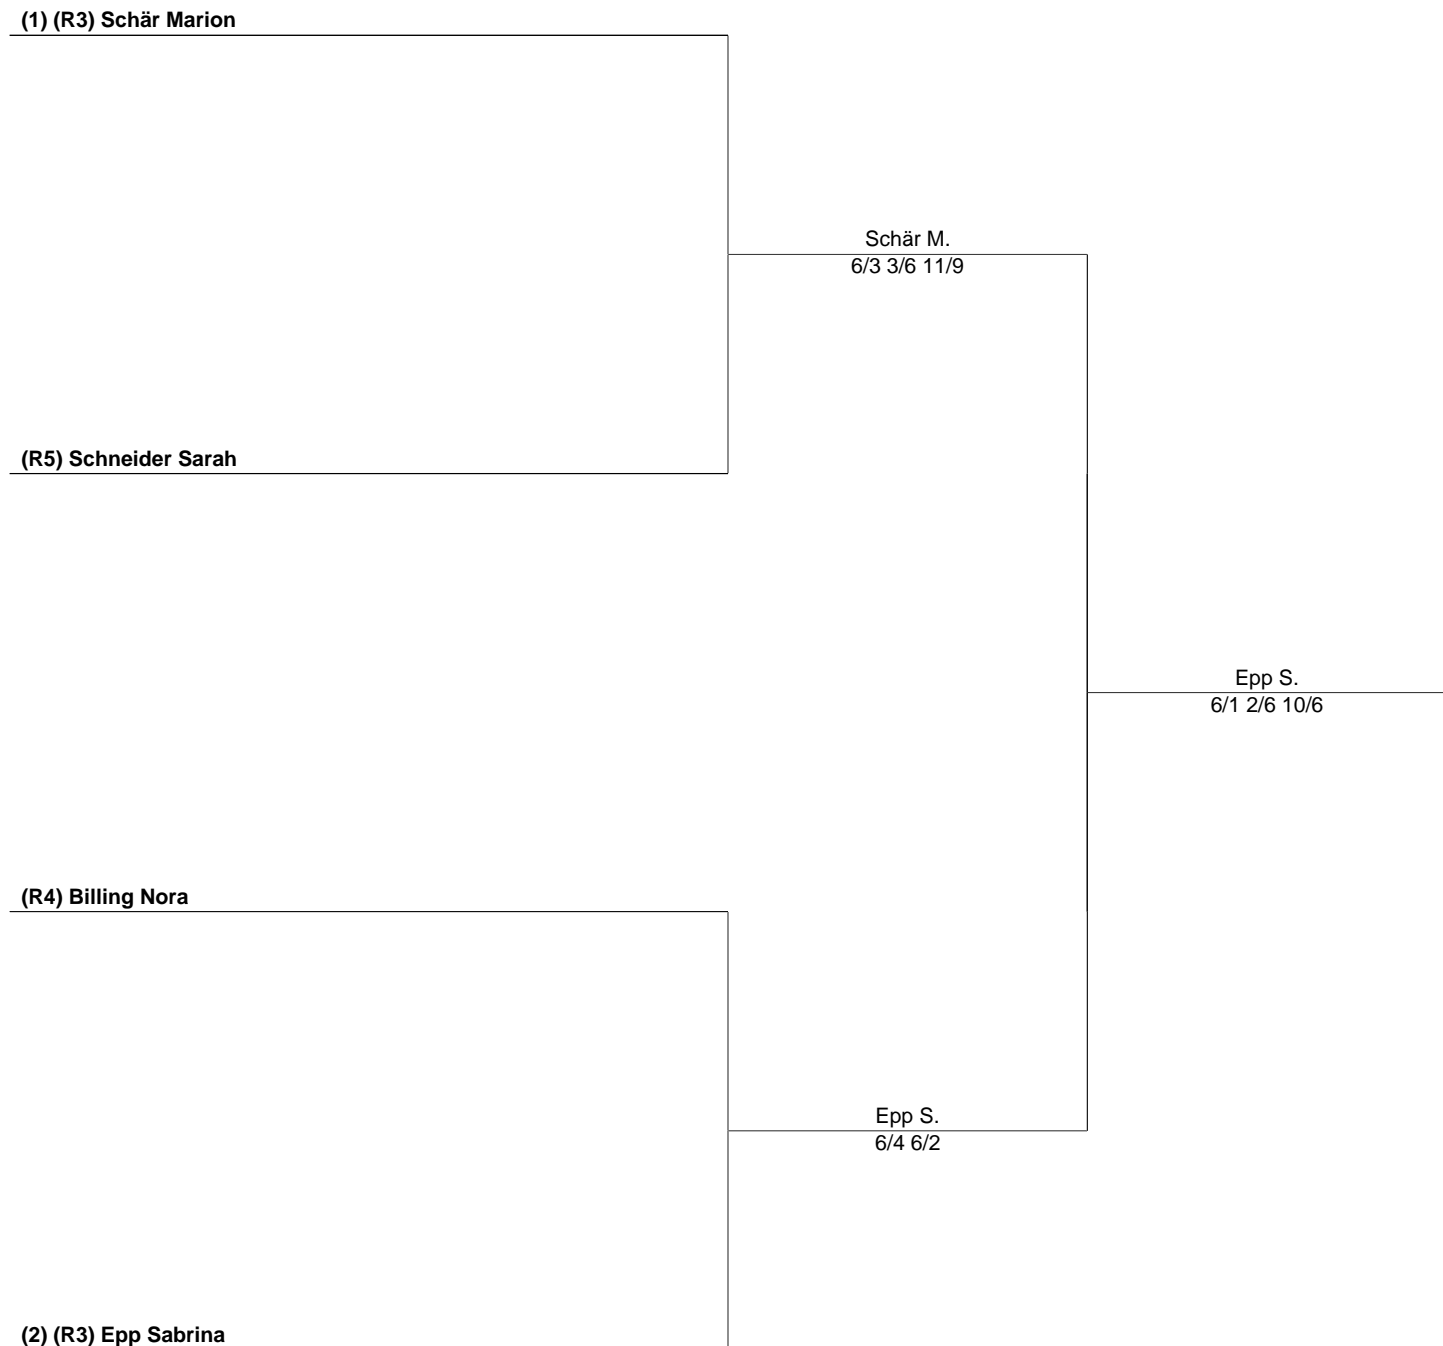 (1) (R3) Schär Marion
Schär M.
6/3 3/6 11/9
(R5) Schneider Sarah
Epp S.
6/1 2/6 10/6
(R4) Billing Nora
Epp S.
6/4 6/2
(2) (R3) Epp Sabrina